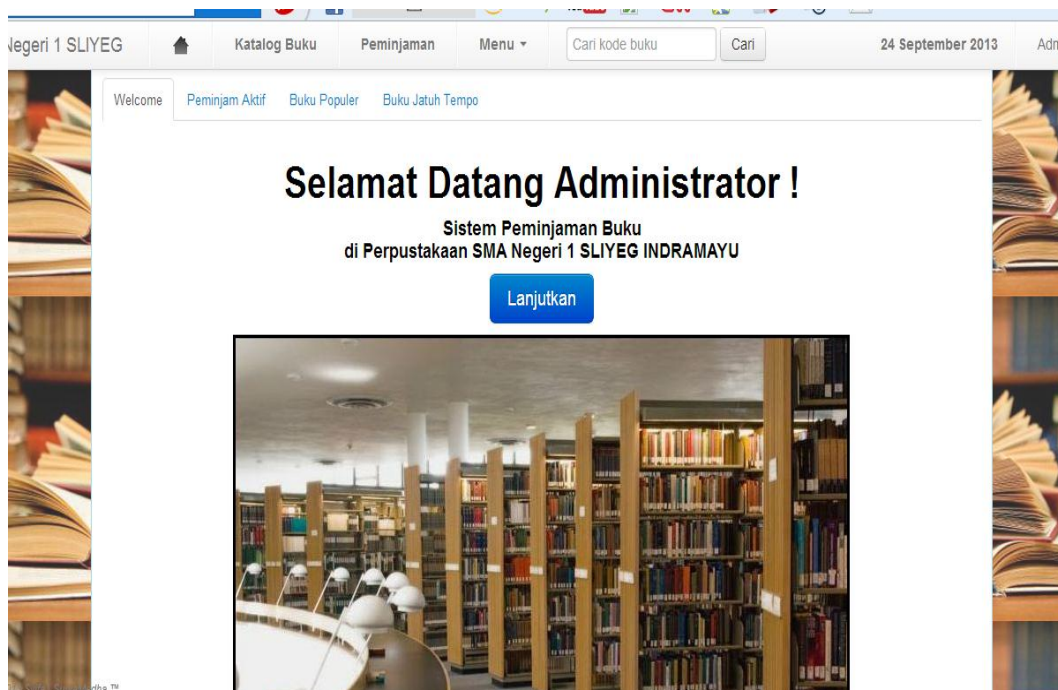 Negeri 1 SLIYEG Katalog Buku Peminjaman Menu Cari kode buku Cari 24 September 2013
Welcome Peminjam Aktif Buku Populer Buku Jatuh Tempo
Selamat Datang Administrator !
Sistem Peminjaman Buku
di Perpustakaan SMA Negeri 1 SLIYEG INDRAMAYU
Lanjutkan